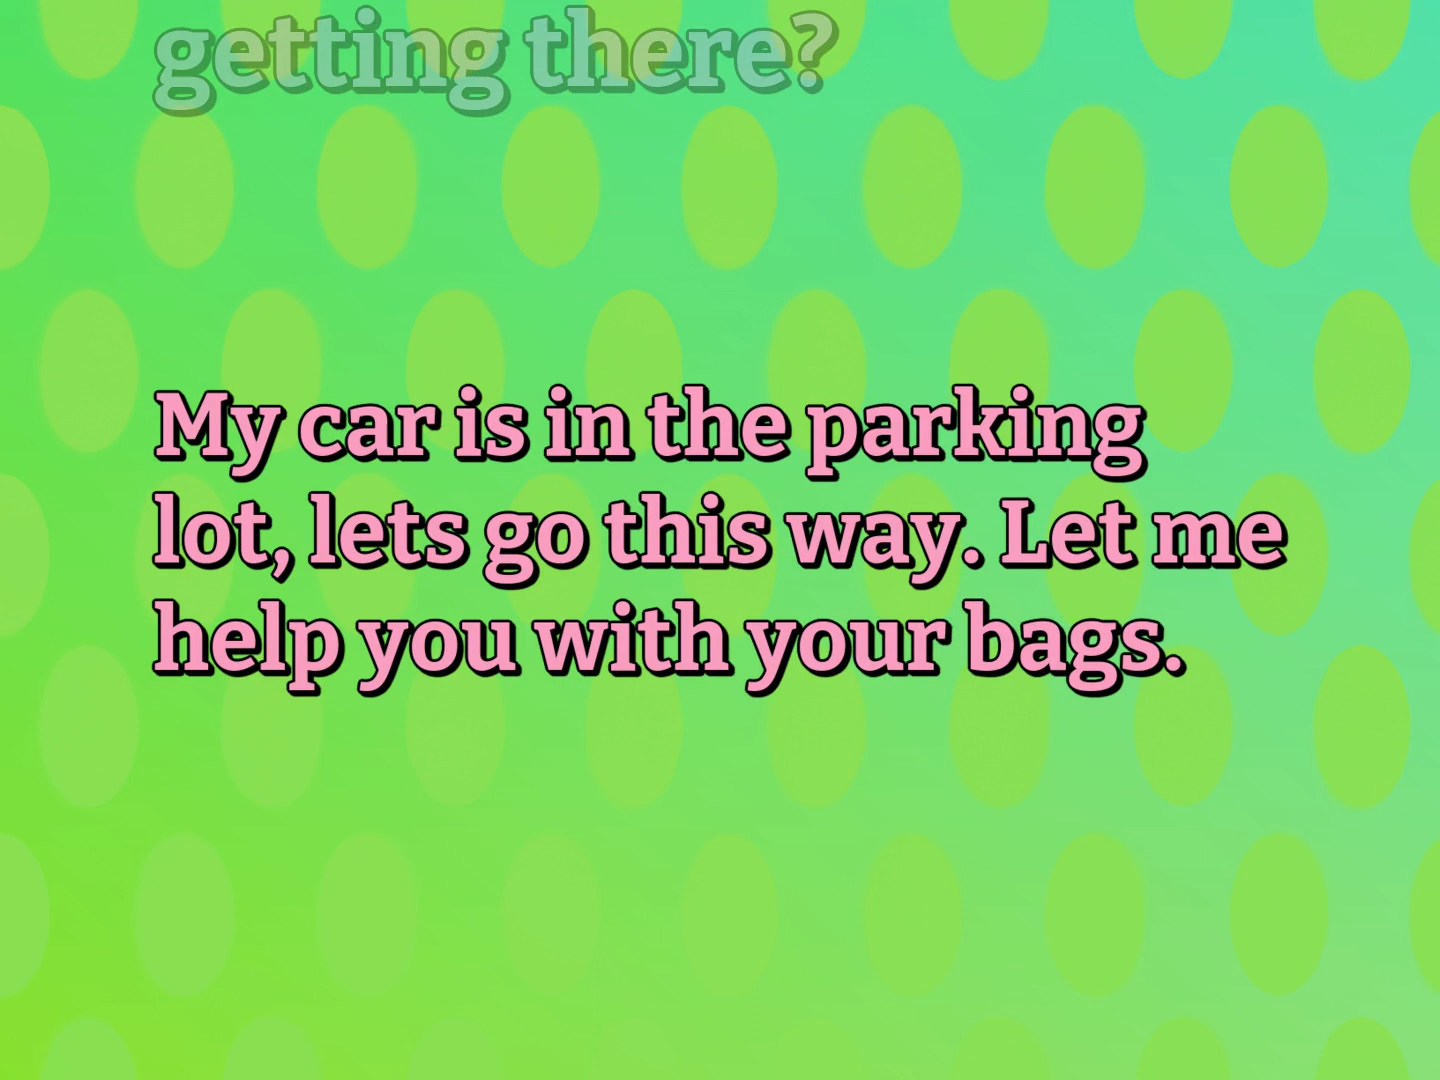 getting there?
My car is in the parking
lot, lets go this way. Let me
help you with your bags.